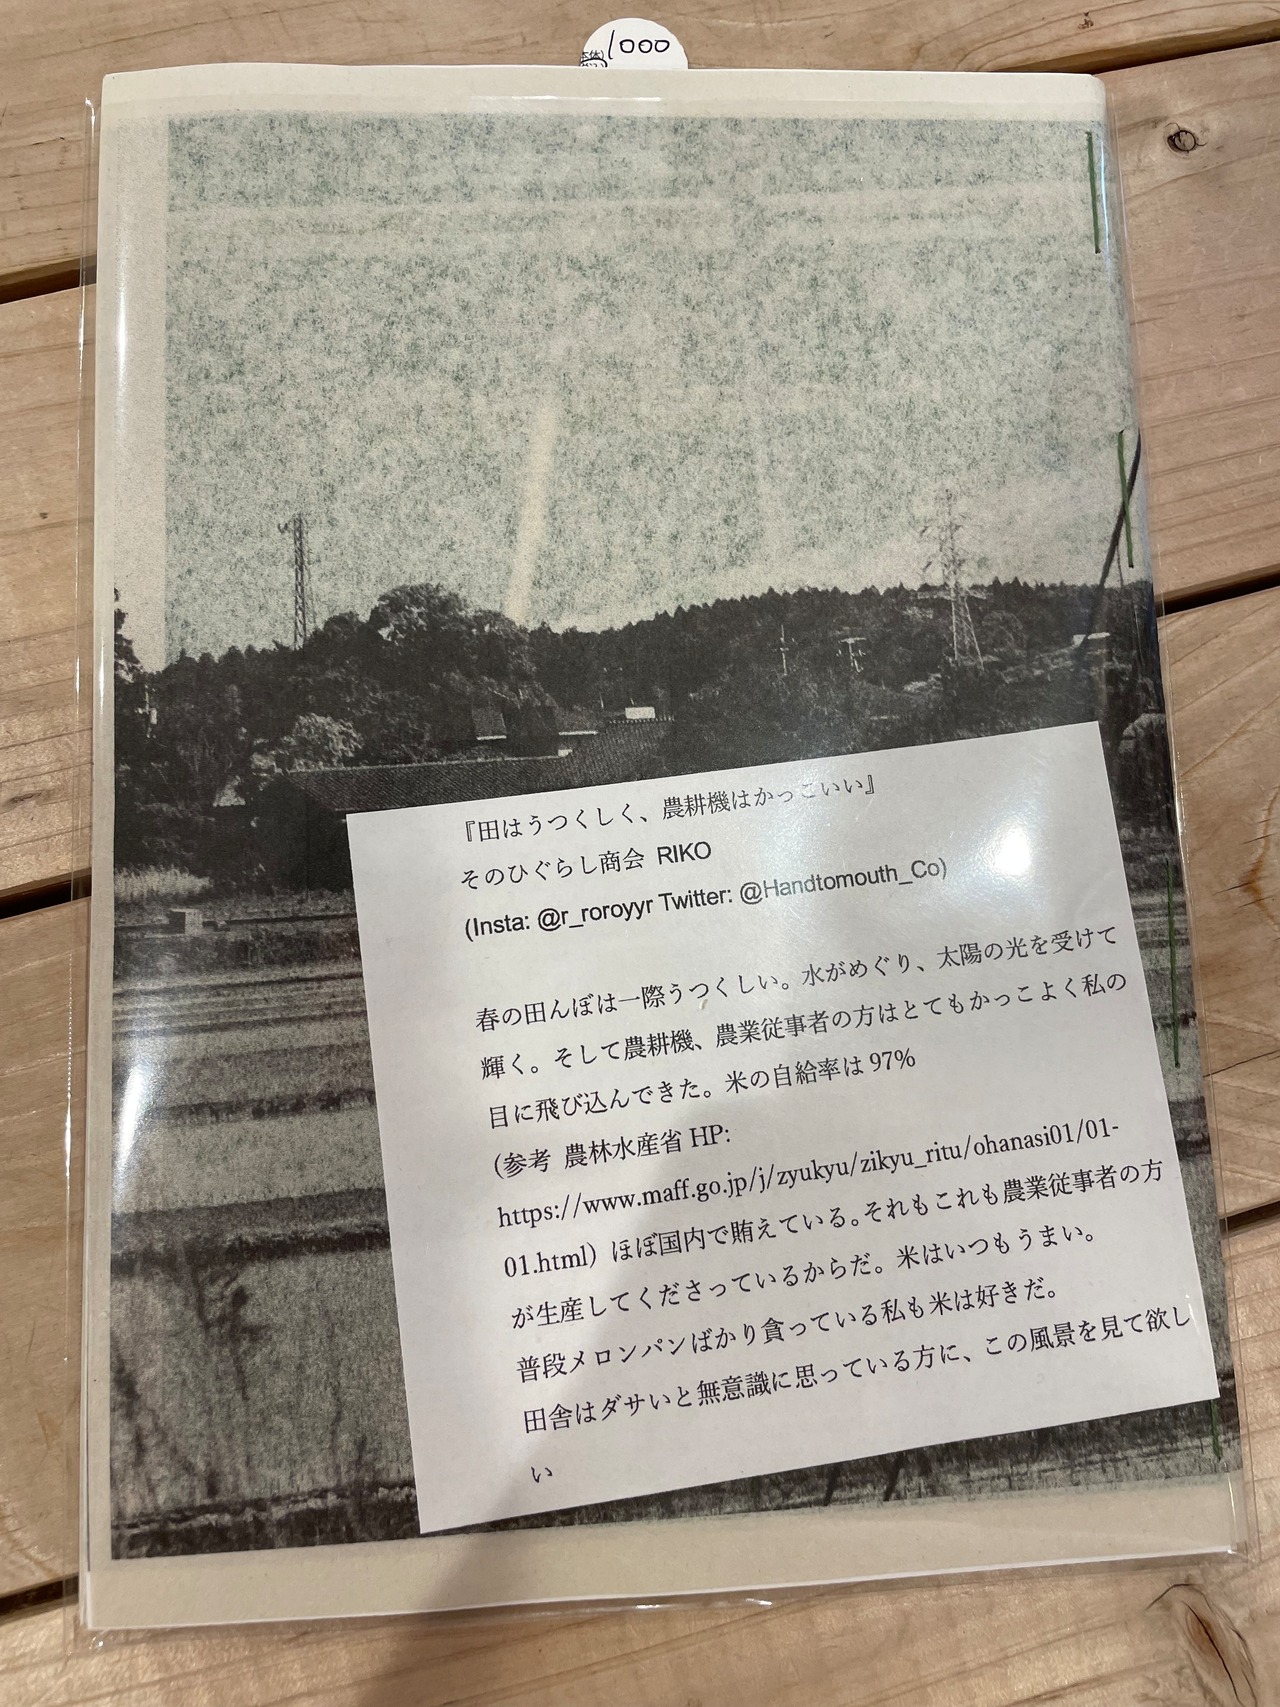 1000
『田はうつくしく、農耕機はかっこいい』
そのひぐらし商会 RIKO
(Insta: @r_roroyyr Twitter: @Handtomouth_Co)
春の田んぼは一際うつくしい。水がめぐり、太陽の光を受けて
輝く。そして農耕機、農業従事者の方はとてもかっこよく私の
目に飛び込んできた。米の自給率は 97%
(参考 農林水産省 HP:
https://www.maff.go.jp/j/zyukyu/zikyu_ritu/ohanasi01/01-
01.html）ほぼ国内で賄えている。それもこれも農業従事者の方
が生産してくださっているからだ。米はいつもうまい。
普段メロンパンばかり貪っている私も米は好きだ。
田舎はダサいと無意識に思っている方に、この風景を見て欲し
い